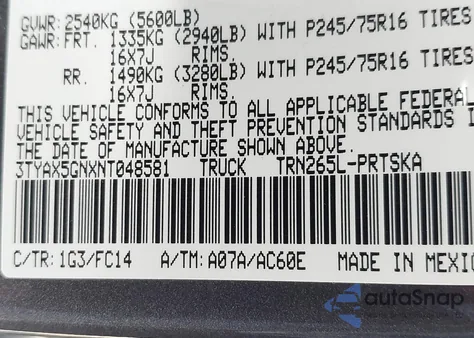 GVWR: 2540KG (5600LB)
GAWR: FRT. 1335KG (2940LB) WITH P245/75R16 TIRES
16X7J RIMS.
RR. 1490KG (3280LB) WITH P245/75R16 TIRES
16X7J RIMS.
THIS VEHICLE CONFORMS TO ALL APPLICABLE FEDERAL
VEHICLE SAFETY AND THEFT PREVENTION STANDARDS I
THE DATE OF MANUFACTURE SHOWN ABOVE.
3TYAX5GNXNT048581 TRUCK TRN265L-PRTSKA
C/TR: 1G3/FC14 A/TM: A07A/AC60E MADE IN MEXIC
autaSnap